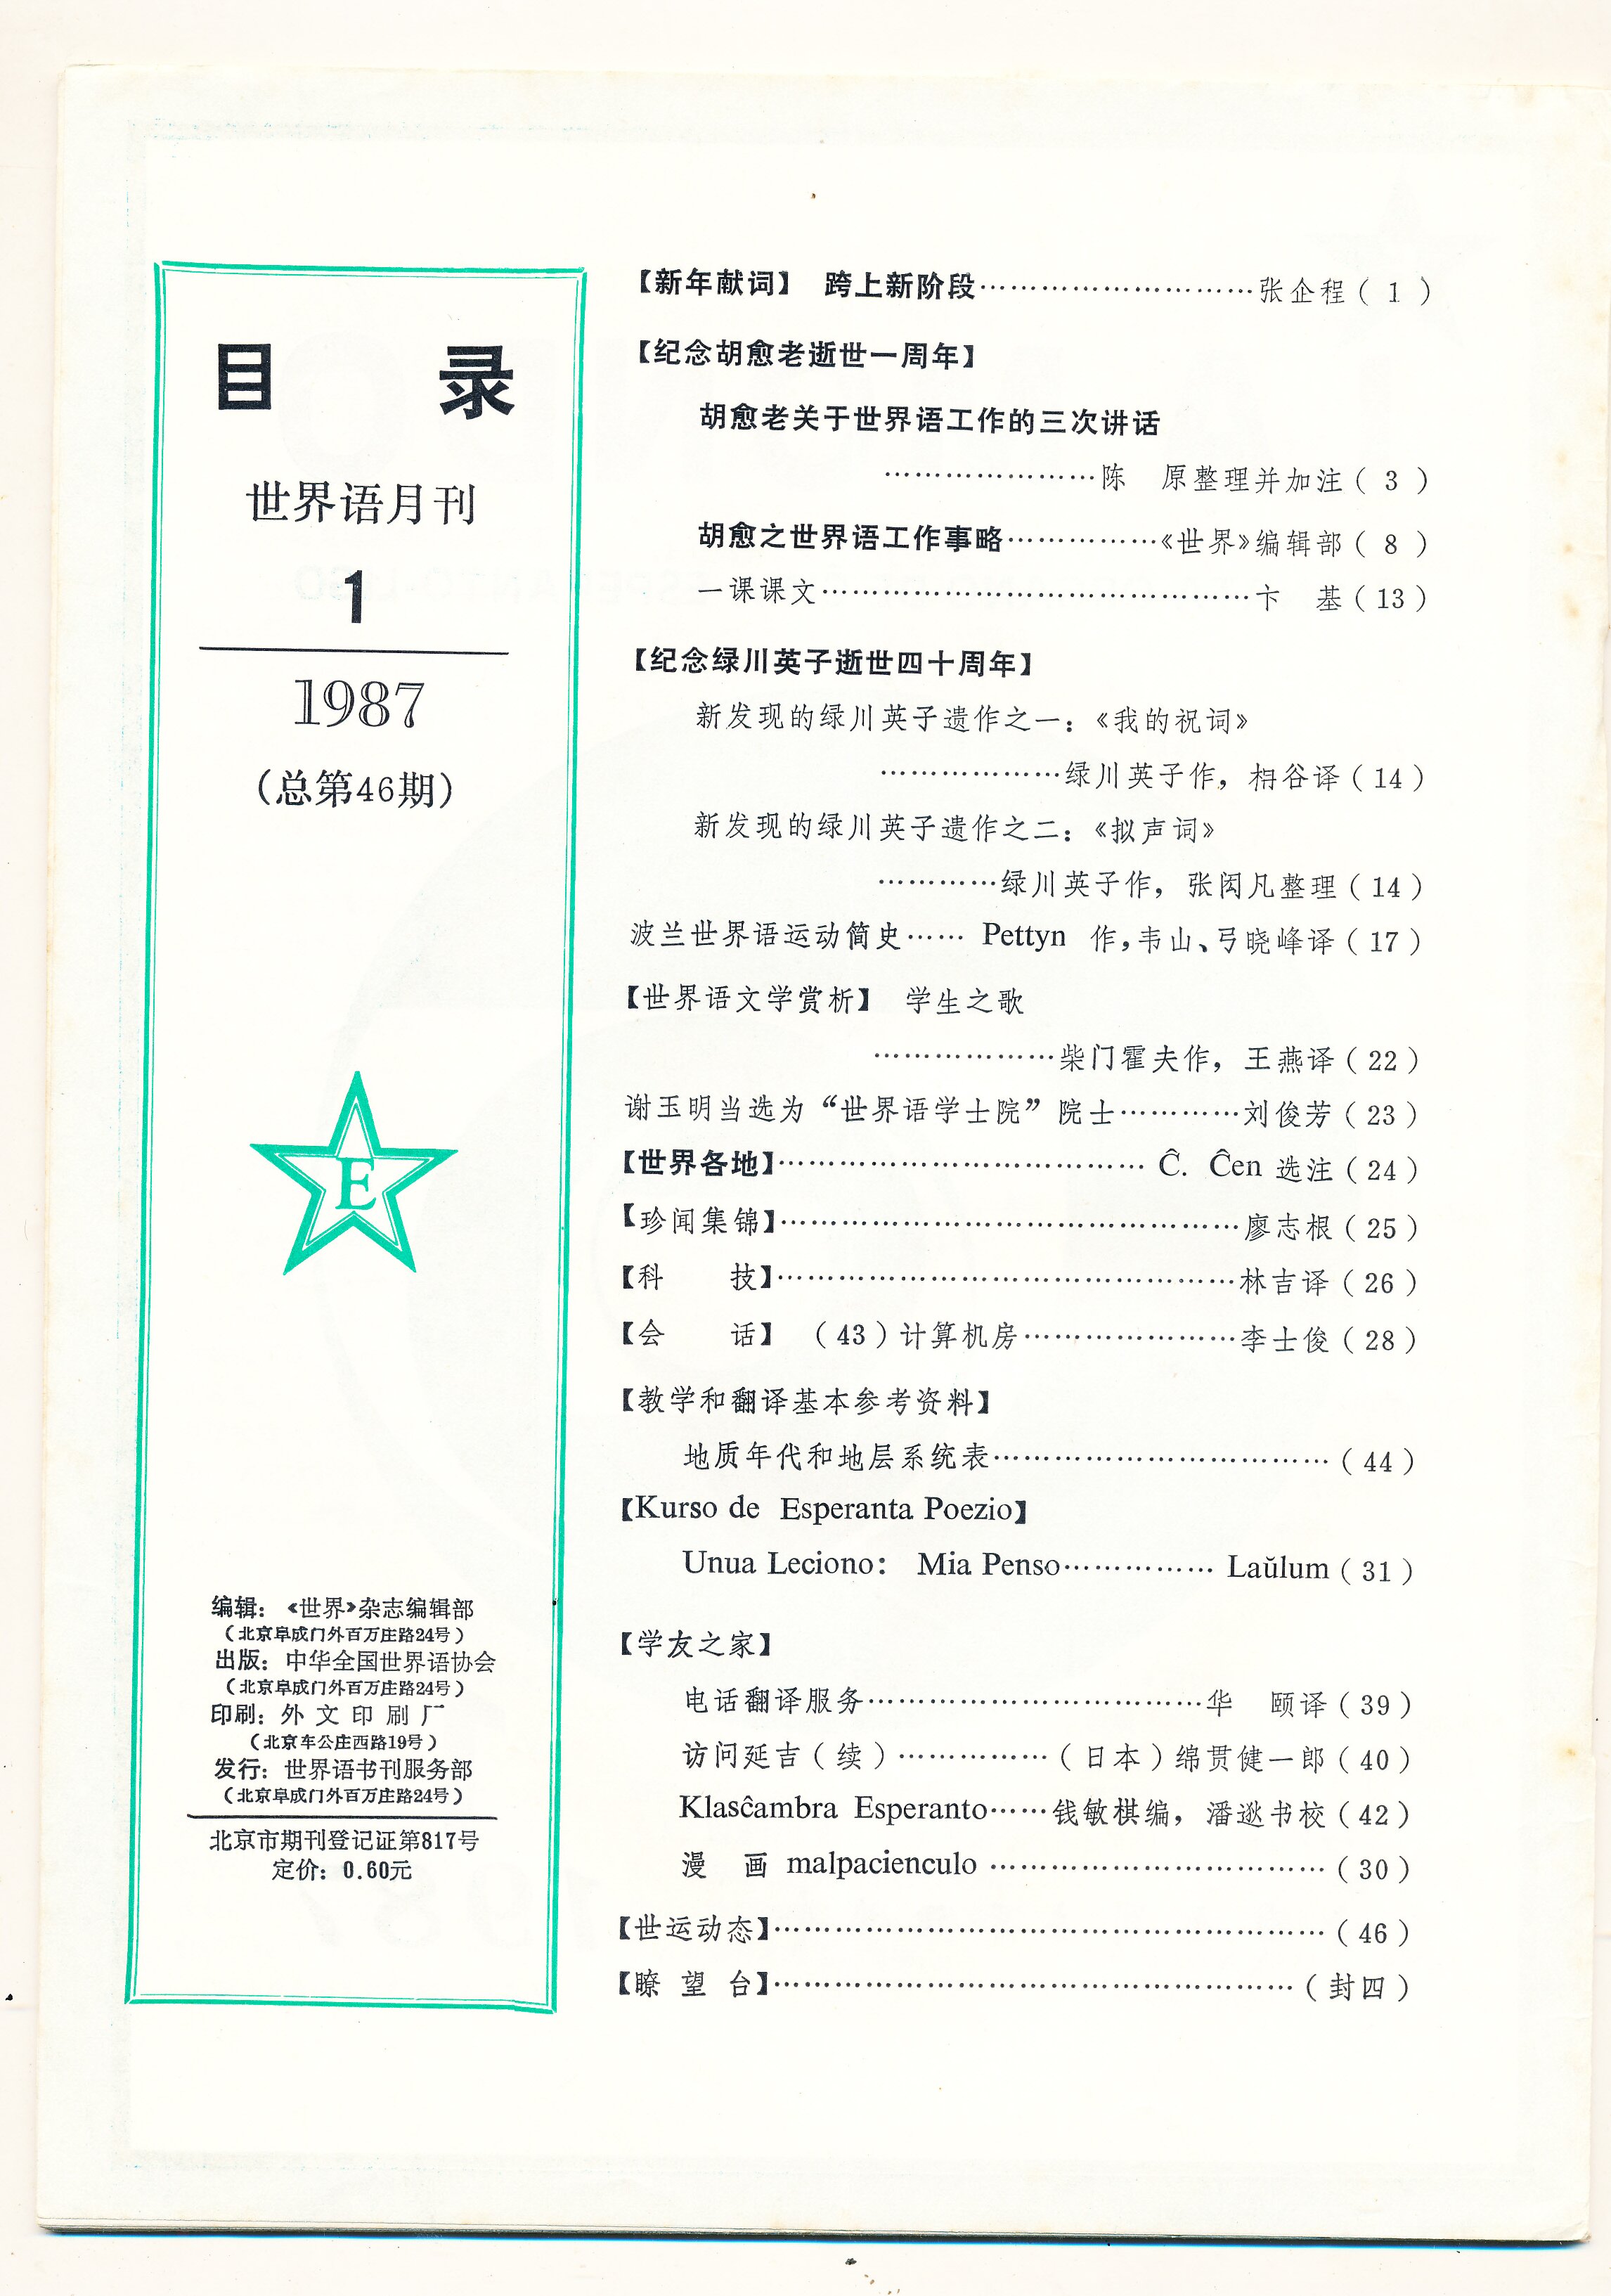 目 录
世界语月刊
1
1987
(总第46期)
E
编辑：《世界》杂志编辑部
(北京阜成门外百万庄路24号)
出版：中华全国世界语协会
(北京阜成门外百万庄路24号)
印刷：外文印刷厂
(北京车公庄西路19号)
发行：世界语书刊服务部
(北京阜成门外百万庄路24号)
北京市期刊登记证第817号
定价：0.60元
【新年献词】 跨上新阶段………………………张企程( 1 )
【纪念胡愈老逝世一周年】
胡愈老关于世界语工作的三次讲话
…………………陈 原整理并加注( 3 )
胡愈之世界语工作事略……………《世界》编辑部( 8 )
一课课文……………………………………卞 基(13)
【纪念绿川英子逝世四十周年】
新发现的绿川英子遗作之一：《我的祝词》
………………绿川英子作，栯谷译(14)
新发现的绿川英子遗作之二：《拟声词》
…………绿川英子作，张闵凡整理(14)
波兰世界语运动简史…… Pettyn 作，韦山、弓晓峰译(17)
【世界语文学赏析】 学生之歌
………………柴门霍夫作，王燕译(22)
谢玉明当选为“世界语学士院”院士…………刘俊芳(23)
【世界各地】……………………………… Ĉ. Ĉen 选注(24)
【珍闻集锦】………………………………………廖志根(25)
【科 技】………………………………………林吉译(26)
【会 话】 (43)计算机房…………………李士俊(28)
【教学和翻译基本参考资料】
地质年代和地层系统表……………………………(44)
【Kurso de Esperanta Poezio】
Unua Leciono： Mia Penso…………… Laŭlum(31)
【学友之家】
电话翻译服务……………………………华 颐译(39)
访问延吉(续)……………(日本)绵贯健一郎(40)
Klasĉambra Esperanto……钱敏棋编，潘逖书校(42)
漫 画 malpacienculo ……………………………(30)
【世运动态】………………………………………………(46)
【瞭望台】……………………………………………(封四)